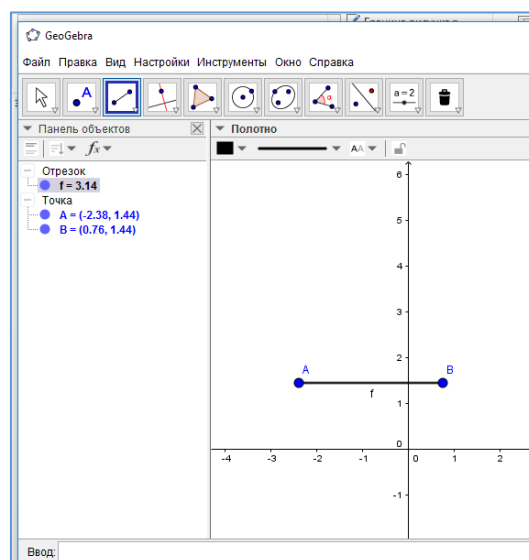 GeoGebra
Файл Правка Вид Настройки Инструменты Окно Справка
A
α
a = 2
Панель объектов
Полотно
fx
AA
Отрезок
f = 3.14
Точка
A = (-2.38, 1.44)
B = (0.76, 1.44)
6
5
4
3
2
A
B
f
1
0
-4 -3 -2 -1 0 1 2
-1
Ввод: